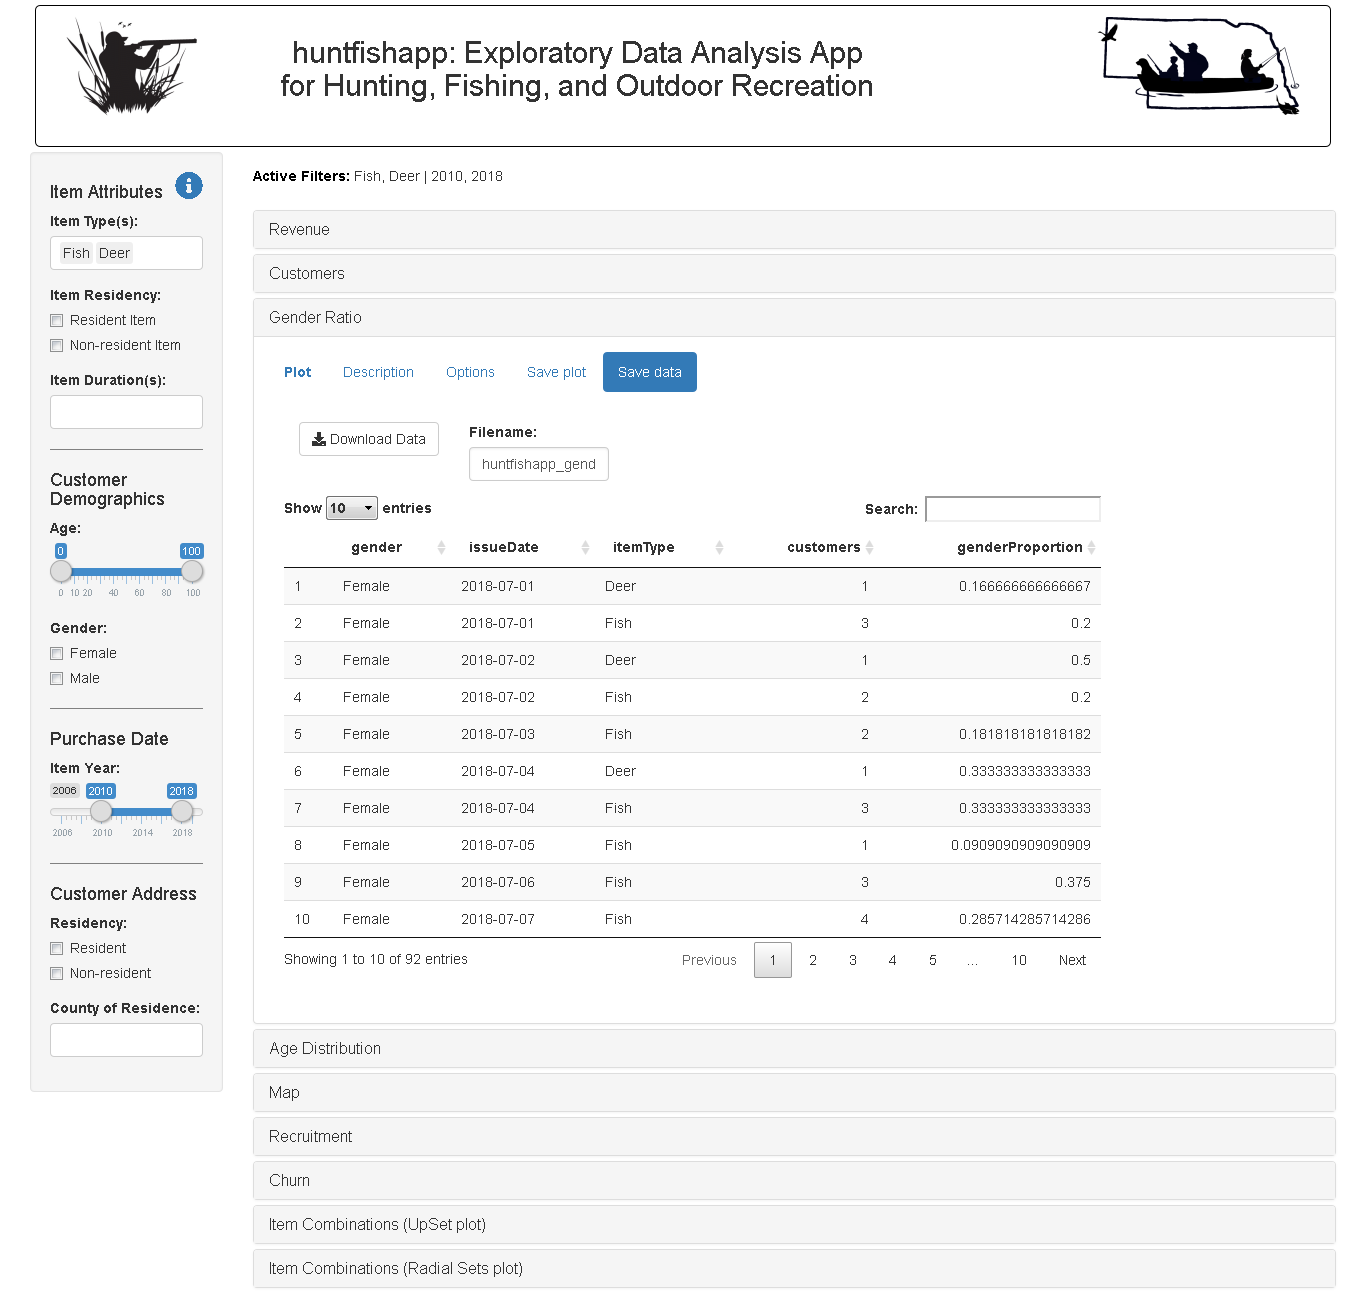 huntfishapp: Exploratory Data Analysis App
for Hunting, Fishing, and Outdoor Recreation
Item Attributes
Item Type(s):
Fish Deer
Item Residency:
Resident Item
Non-resident Item
Item Duration(s):
Customer
Demographics
Age:
0 100
0 10 20 40 60 80 100
Gender:
Female
Male
Purchase Date
Item Year:
2006 2010 2018
2006 2010 2014 2018
Customer Address
Residency:
Resident
Non-resident
County of Residence:
Active Filters: Fish, Deer | 2010, 2018
Revenue
Customers
Gender Ratio
Plot Description Options Save plot Save data
Download Data
Filename:
huntfishapp_gend
Show 10 entries
Search:
gender issueDate itemType customers genderProportion
1 Female 2018-07-01 Deer 1 0.166666666666667
2 Female 2018-07-01 Fish 3 0.2
3 Female 2018-07-02 Deer 1 0.5
4 Female 2018-07-02 Fish 2 0.2
5 Female 2018-07-03 Fish 2 0.181818181818182
6 Female 2018-07-04 Deer 1 0.333333333333333
7 Female 2018-07-04 Fish 3 0.333333333333333
8 Female 2018-07-05 Fish 1 0.0909090909090909
9 Female 2018-07-06 Fish 3 0.375
10 Female 2018-07-07 Fish 4 0.285714285714286
Showing 1 to 10 of 92 entries
Previous 1 2 3 4 5 ... 10 Next
Age Distribution
Map
Recruitment
Churn
Item Combinations (UpSet plot)
Item Combinations (Radial Sets plot)